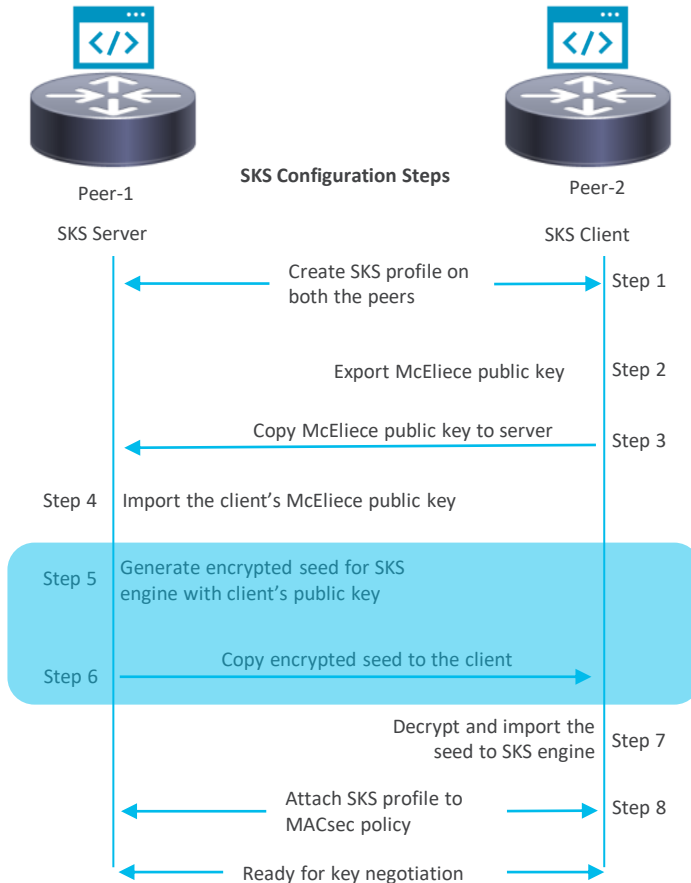 </>
</>
SKS Configuration Steps
Peer-1
Peer-2
SKS Server
SKS Client
Create SKS profile on
both the peers
Step 1
Export McEliece public key
Step 2
Copy McEliece public key to server
Step 3
Step 4
Import the client’s McEliece public key
Step 5
Generate encrypted seed for SKS
engine with client’s public key
Step 6
Copy encrypted seed to the client
Decrypt and import the
seed to SKS engine
Step 7
Attach SKS profile to
MACsec policy
Step 8
Ready for key negotiation